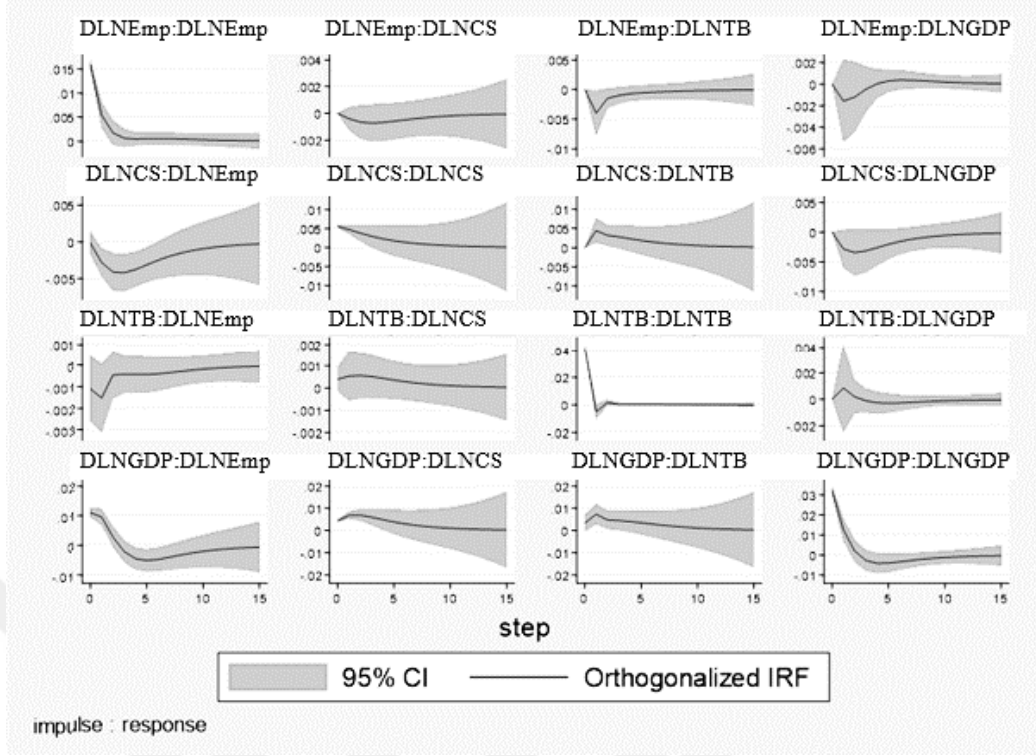 DLNEmp:DLNEmp DLNEmp:DLNCS DLNEmp:DLNTB DLNEmp:DLNGDP
.015 .004 .005 .002
.01 .002 0 0
.005 0 -.005 -.002
0 -.002 -.01 -.004
-.006
DLNCS:DLNEmp DLNCS:DLNCS DLNCS:DLNTB DLNCS:DLNGDP
.005 .01 .01 .005
0 .005 .005 0
-.005 0 0 -.005
-.005 -.005 -.01
-.01 -.01
DLNTB:DLNEmp DLNTB:DLNCS DLNTB:DLNTB DLNTB:DLNGDP
.001 .002 .04 .004
0 .001 .02 .002
-.001 0 0 0
-.002 -.001 -.02 -.002
-.003 -.002
DLNGDP:DLNEmp DLNGDP:DLNCS DLNGDP:DLNTB DLNGDP:DLNGDP
.02 .02 .02 .03
.01 .01 .01 .02
0 0 0 .01
-.01 -.01 -.01 0
-.02 -.02 -.01
0 5 10 15 0 5 10 15 0 5 10 15 0 5 10 15
step
95% CI Orthogonalized IRF
impulse : response